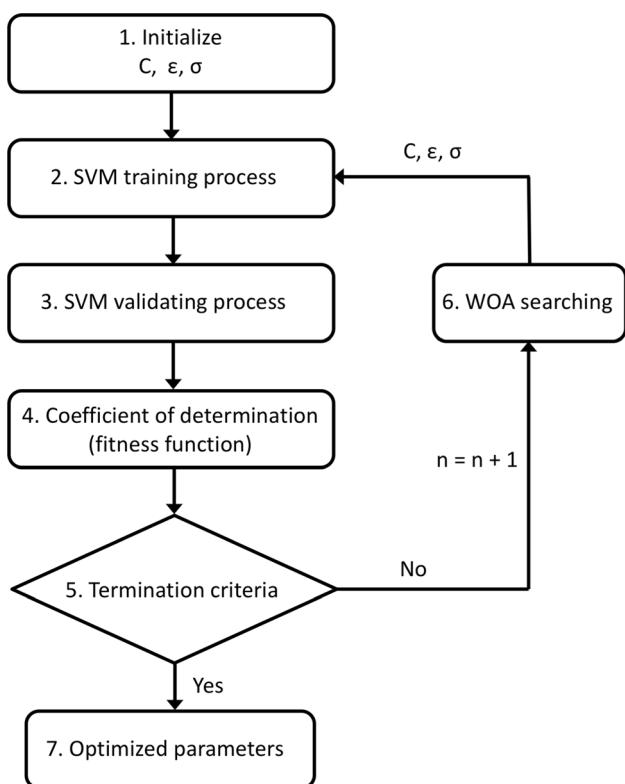 1. Initialize
C, ε, σ
2. SVM training process
C, ε, σ
3. SVM validating process
6. WOA searching
4. Coefficient of determination
(fitness function)
n = n + 1
5. Termination criteria
No
Yes
7. Optimized parameters